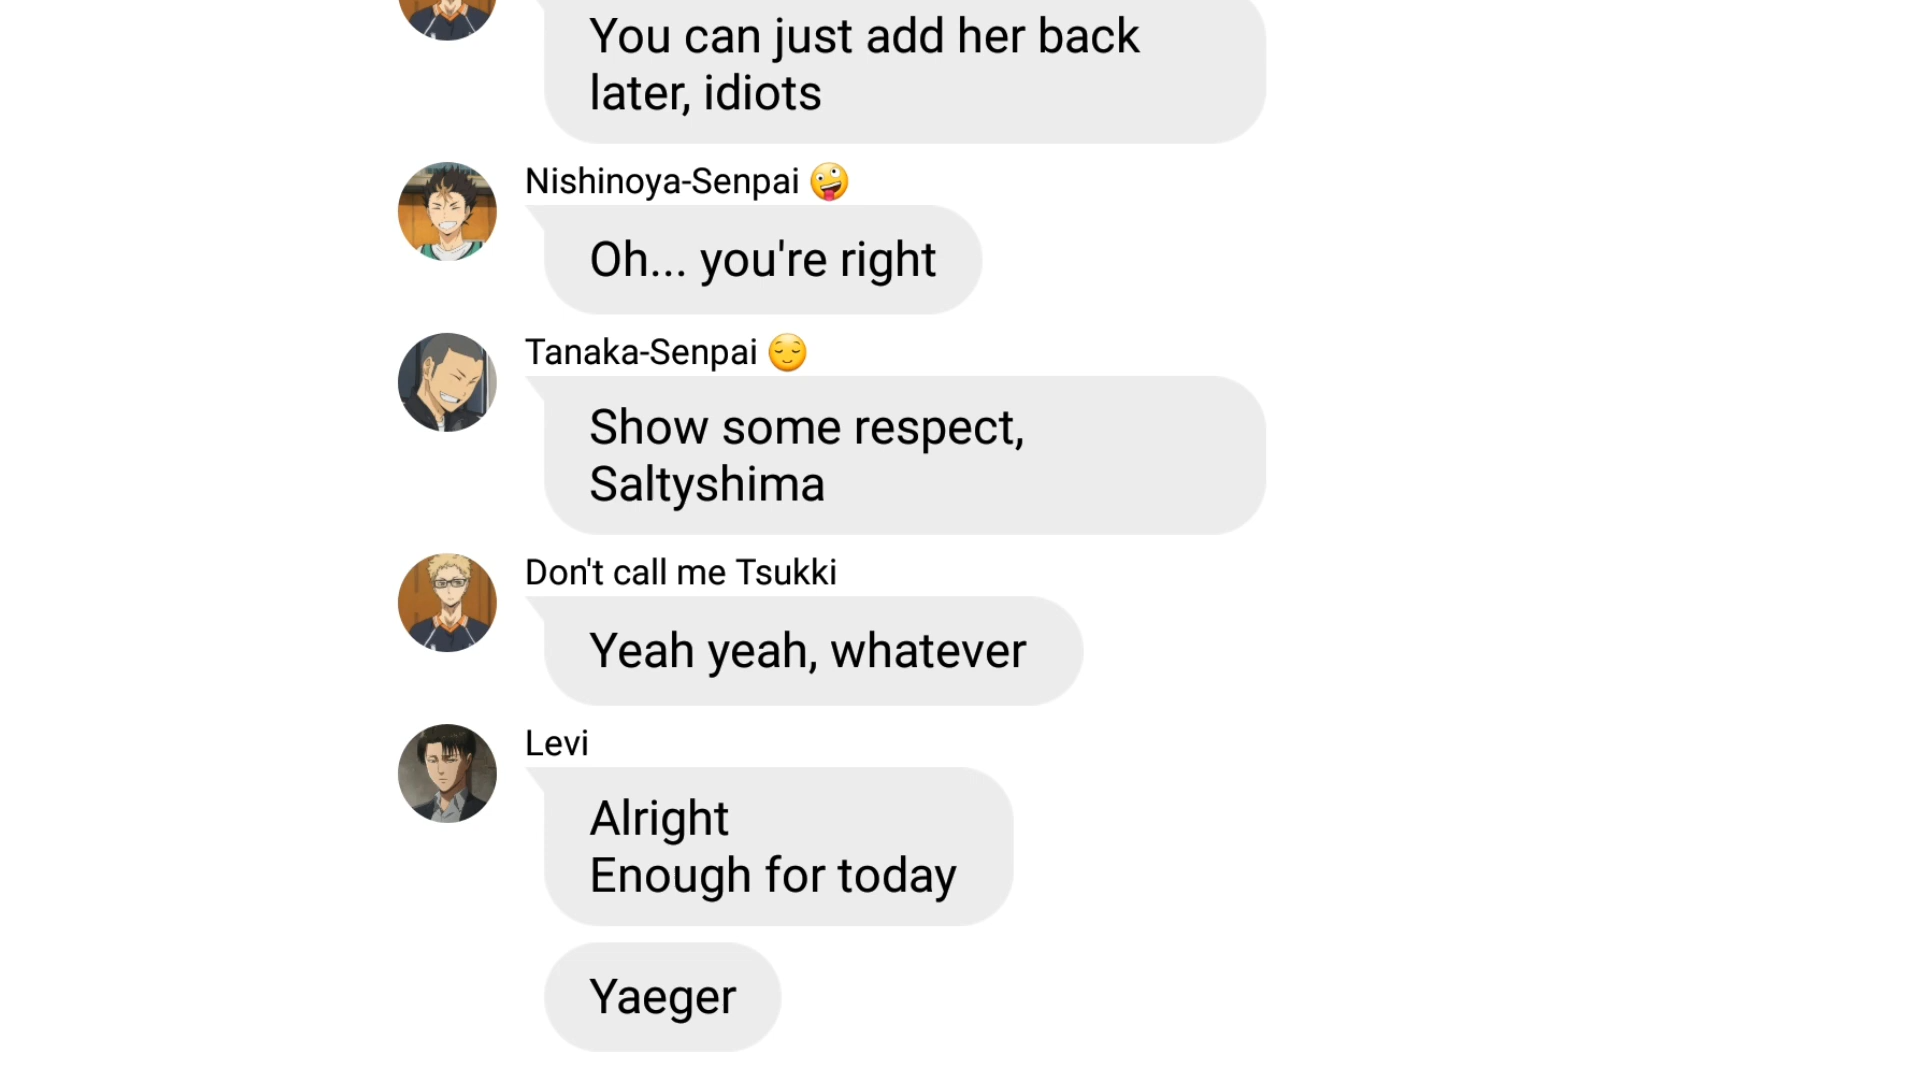 You can just add her back
later, idiots
Nishinoya-Senpai 🤪
Oh... you're right
Tanaka-Senpai 😌
Show some respect,
Saltyshima
Don't call me Tsukki
Yeah yeah, whatever
Levi
Alright
Enough for today
Yaeger